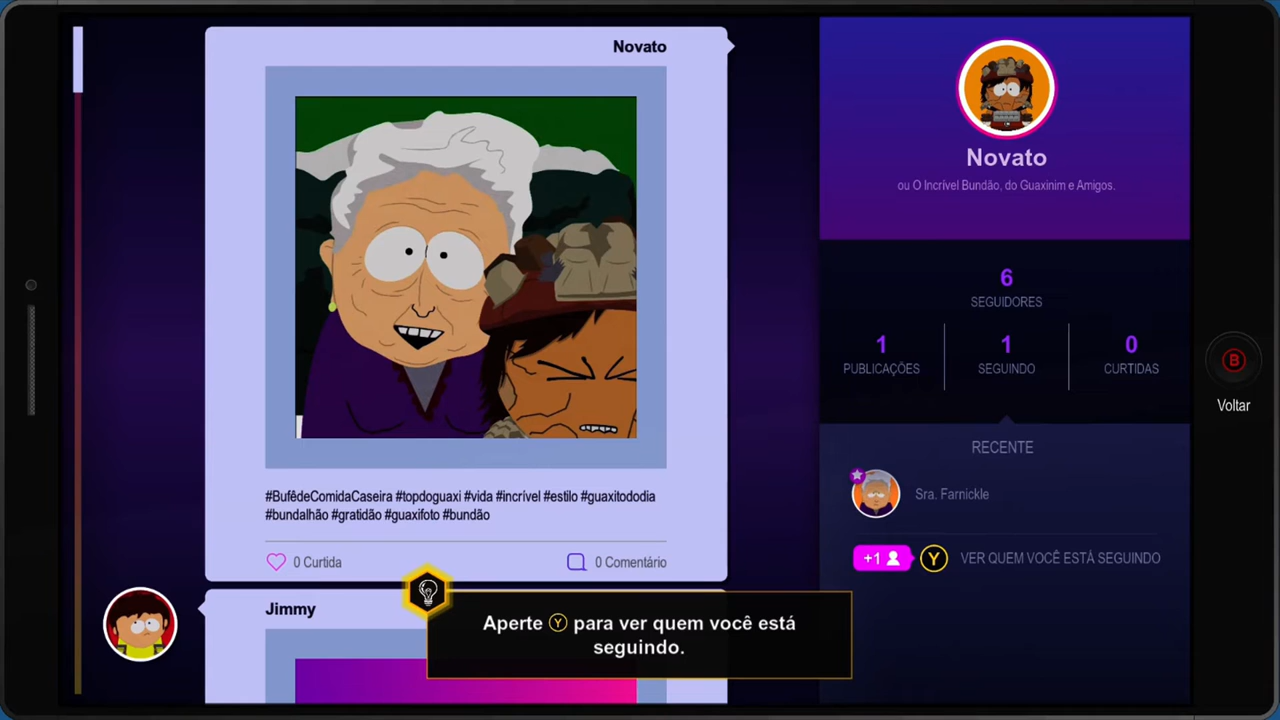 Novato
#BufêdeComidaCaseira #topdoguaxi #vida #incrível #estilo #guaxitododia
#bundalhão #gratidão #guaxifoto #bundão
0 Curtida
0 Comentário
Jimmy
Aperte Y para ver quem você está
seguindo.
Novato
ou O Incrível Bundão, do Guaxinim e Amigos.
6
SEGUIDORES
1
PUBLICAÇÕES
1
SEGUINDO
0
CURTIDAS
RECENTE
Sra. Farnickle
+1
Y VER QUEM VOCÊ ESTÁ SEGUINDO
B
Voltar